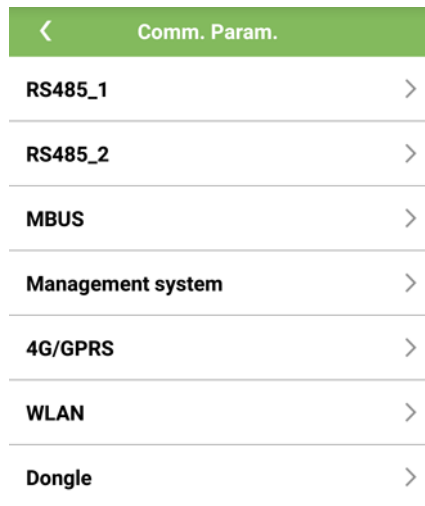 Comm. Param.
RS485_1
RS485_2
MBUS
Management system
4G/GPRS
WLAN
Dongle